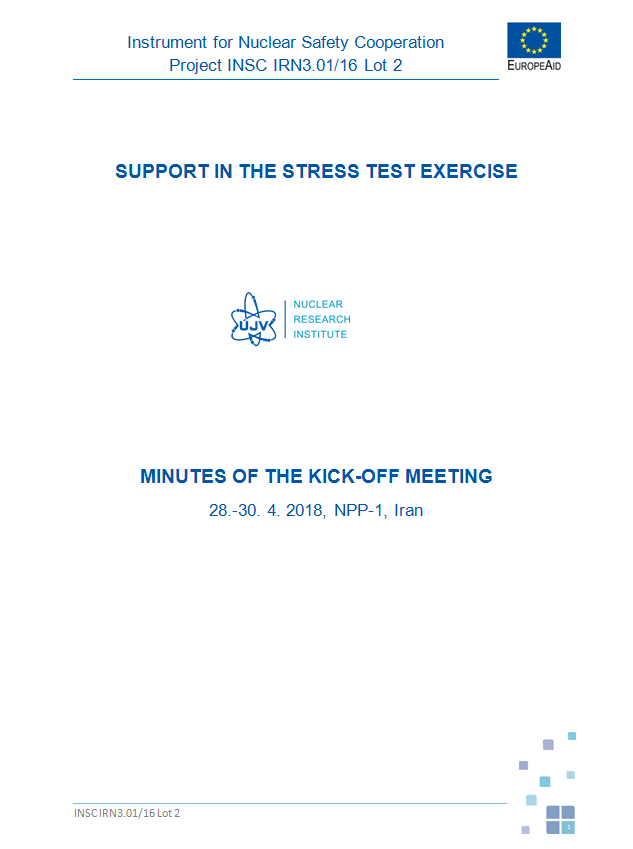 Instrument for Nuclear Safety Cooperation
Project INSC IRN3.01/16 Lot 2
EUROPEAID
SUPPORT IN THE STRESS TEST EXERCISE
ÚJV
NUCLEAR
RESEARCH
INSTITUTE
MINUTES OF THE KICK-OFF MEETING
28.-30. 4. 2018, NPP-1, Iran
INSC IRN3.01/16 Lot 2
1